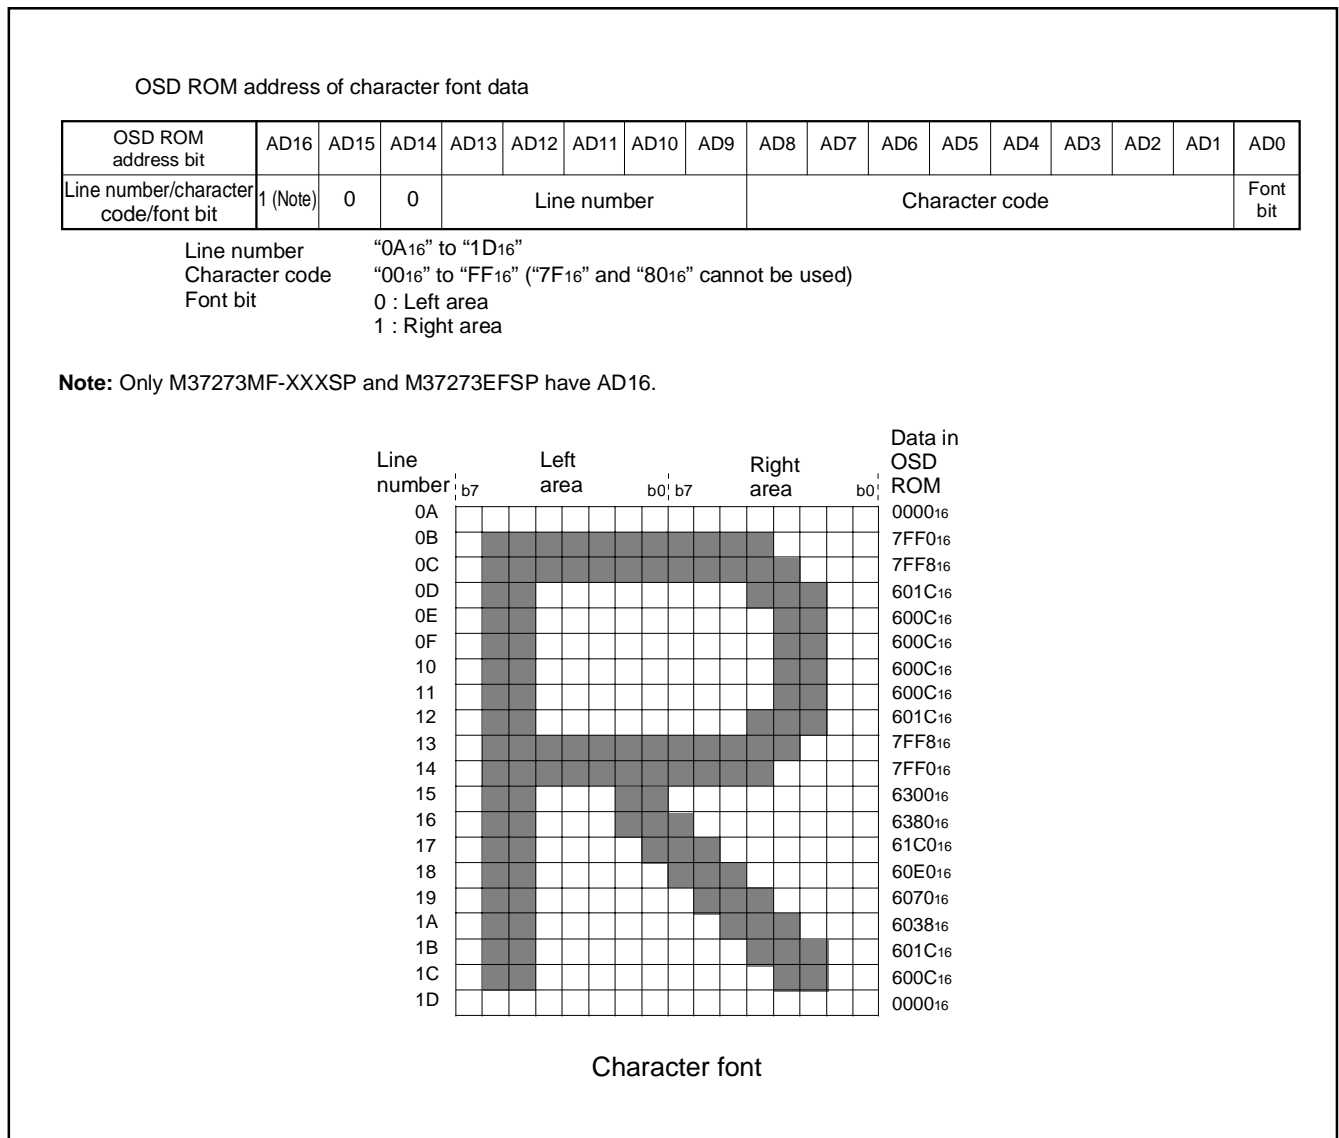 OSD ROM address of character font data
OSD ROM address bit AD16 AD15 AD14 AD13 AD12 AD11 AD10 AD9 AD8 AD7 AD6 AD5 AD4 AD3 AD2 AD1 AD0
Line number/character code/font bit 1 (Note) 0 0 Line number Character code Font bit
Line number “0A16” to “1D16”
Character code “0016” to “FF16” (“7F16” and “8016” cannot be used)
Font bit 0 : Left area
1 : Right area
Note: Only M37273MF-XXXSP and M37273EFSP have AD16.
Line number Left area Right area Data in OSD ROM
b7 b0 b7 b0
0A 000016
0B 7FF016
0C 7FF816
0D 601C16
0E 600C16
0F 600C16
10 600C16
11 600C16
12 601C16
13 7FF816
14 7FF016
15 630016
16 638016
17 61C016
18 60E016
19 607016
1A 603816
1B 601C16
1C 600C16
1D 000016
Character font